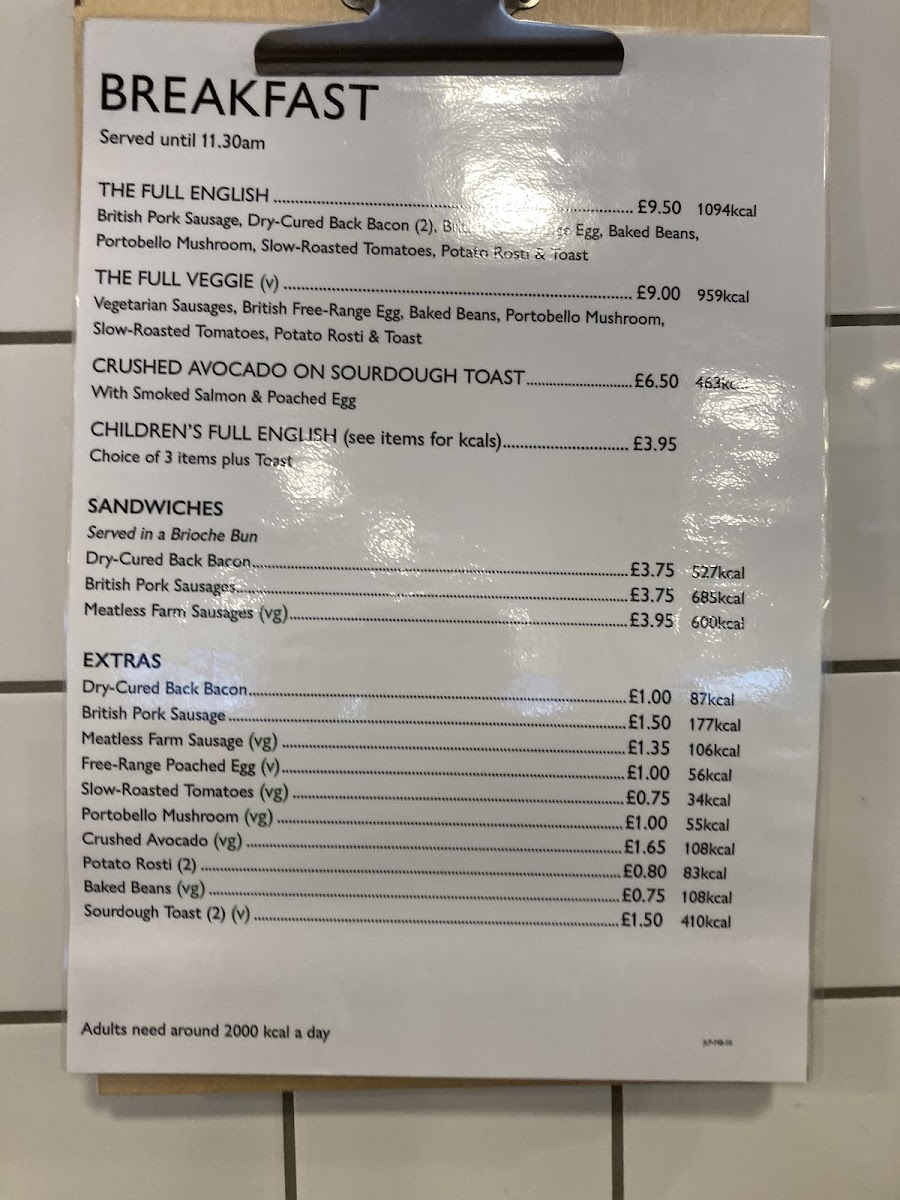 BREAKFAST
Served until 11.30am
THE FULL ENGLISH ........ £9.50 1094kcal
British Pork Sausage, Dry-Cured Back Bacon (2), Egg, Baked Beans,
Portobello Mushroom, Slow-Roasted Tomatoes, Potato Rosti & Toast
THE FULL VEGGIE (v) ........ £9.00 959kcal
Vegetarian Sausages, British Free-Range Egg, Baked Beans, Portobello Mushroom,
Slow-Roasted Tomatoes, Potato Rosti & Toast
CRUSHED AVOCADO ON SOURDOUGH TOAST........ £6.50 463kcal
With Smoked Salmon & Poached Egg
CHILDREN'S FULL ENGLISH (see items for kcals)........ £3.95
Choice of 3 items plus Toast
SANDWICHES
Served in a Brioche Bun
Dry-Cured Back Bacon........ £3.75 527kcal
British Pork Sausages........ £3.75 685kcal
Meatless Farm Sausages (vg)........ £3.95 600kcal
EXTRAS
Dry-Cured Back Bacon........ £1.00 87kcal
British Pork Sausage ........ £1.50 177kcal
Meatless Farm Sausage (vg) ........ £1.35 106kcal
Free-Range Poached Egg (v)........ £1.00 56kcal
Slow-Roasted Tomatoes (vg) ........ £0.75 34kcal
Portobello Mushroom (vg) ........ £1.00 55kcal
Crushed Avocado (vg) ........ £1.65 108kcal
Potato Rosti (2) ........ £0.80 83kcal
Baked Beans (vg) ........ £0.75 108kcal
Sourdough Toast (2) (v) ........ £1.50 410kcal
Adults need around 2000 kcal a day